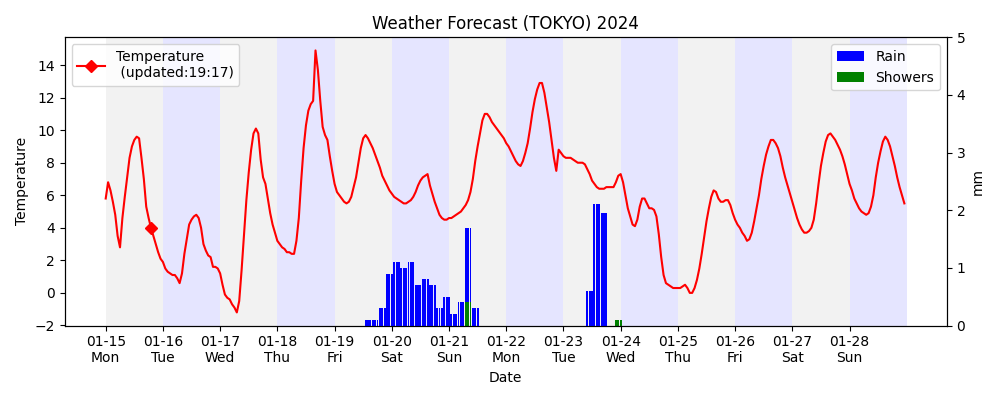 Weather Forecast (TOKYO) 2024
Temperature
(updated:19:17)
Rain
Showers
Temperature
14
12
10
8
6
4
2
0
−2
5
4
3
2
1
0
mm
01-15 01-16 01-17 01-18 01-19 01-20 01-21 01-22 01-23 01-24 01-25 01-26 01-27 01-28
Mon Tue Wed Thu Fri Sat Sun Mon Tue Wed Thu Fri Sat Sun
Date